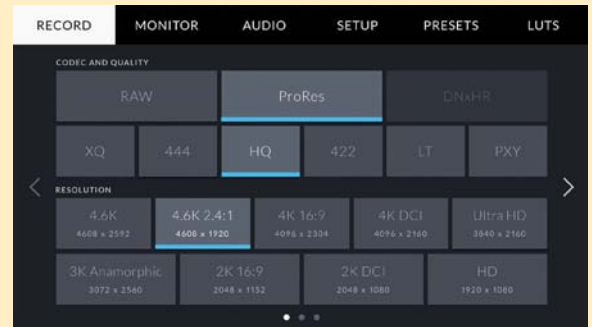 RECORD MONITOR AUDIO SETUP PRESETS LUTS
CODEC AND QUALITY
RAW ProRes DNxHR
XQ 444 HQ 422 LT PXY
RESOLUTION
4.6K 4.6K 2.4:1 4K 16:9 4K DCI Ultra HD
4608 x 2592 4608 x 1920 4096 x 2304 4096 x 2160 3840 x 2160
3K Anamorphic 2K 16:9 2K DCI HD
3072 x 2560 2048 x 1152 2048 x 1080 1920 x 1080